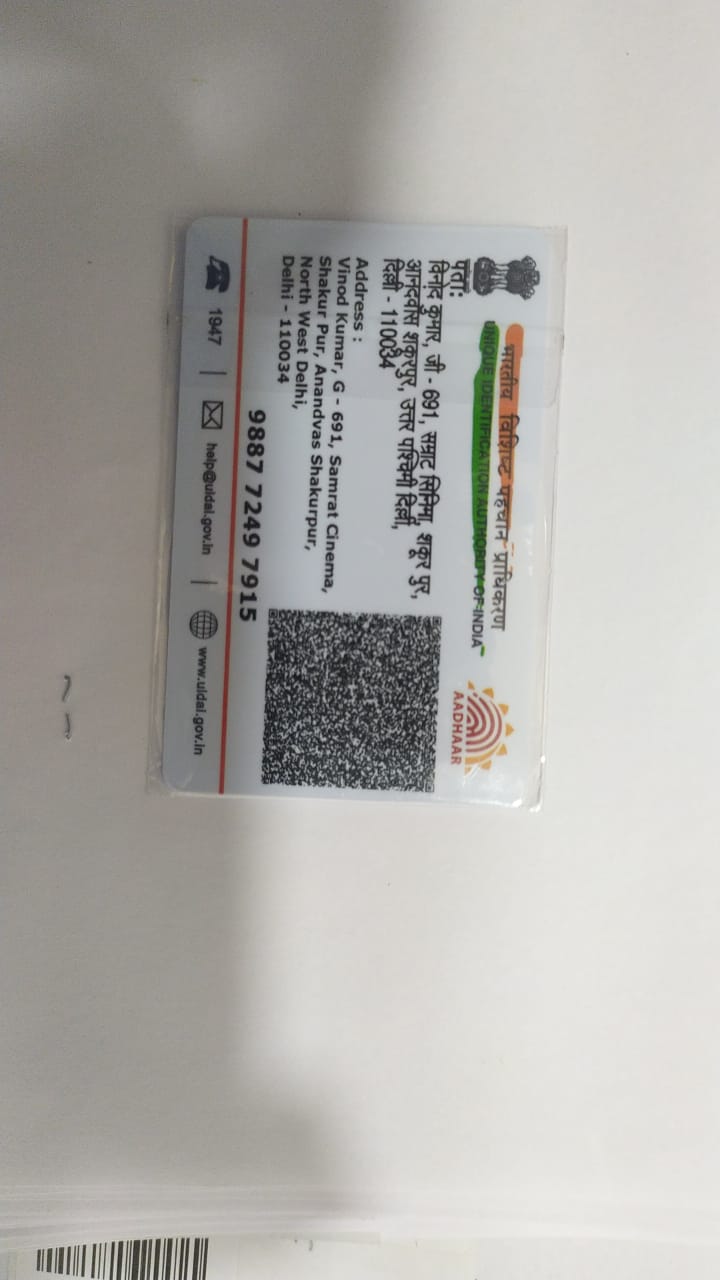 भारतीय विशिष्ट पहचान प्राधिकरण
UNIQUE IDENTIFICATION AUTHORITY OF INDIA
AADHAAR
पता:
विनोद कुमार, जी - 691, सम्राट सिनिमा, शकूर पुर,
आनदवास शकूरपुर, उत्तर पश्चिमी दिल्ली,
दिल्ली - 110034
Address :
Vinod Kumar, G - 691, Samrat Cinema,
Shakur Pur, Anandvas Shakurpur,
North West Delhi,
Delhi - 110034
9887 7249 7915
1947 | help@uidai.gov.in | www.uidai.gov.in